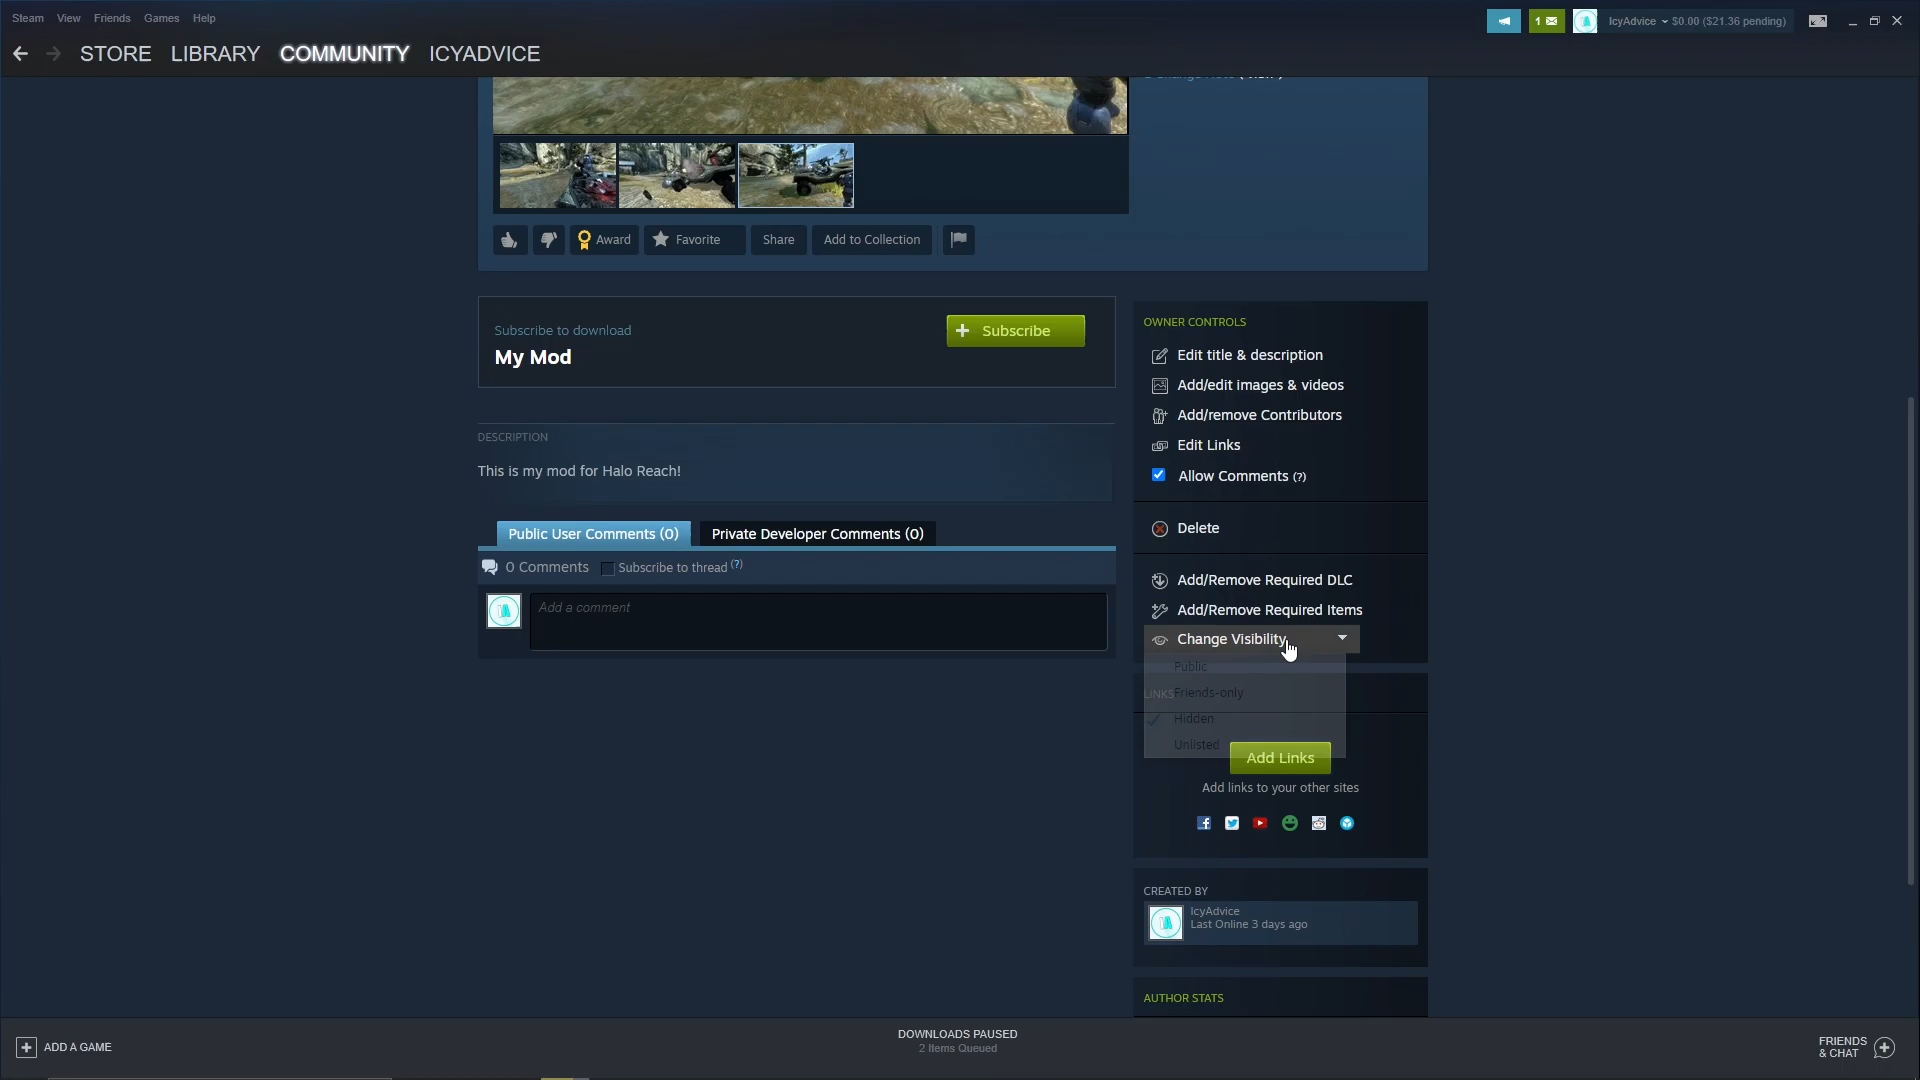 Steam View Friends Games Help
1
IcyAdvice $0.00 ($21.36 pending)
STORE LIBRARY COMMUNITY ICYADVICE
Award Favorite Share Add to Collection
Subscribe to download
My Mod
Subscribe
DESCRIPTION
This is my mod for Halo Reach!
Public User Comments (0) Private Developer Comments (0)
0 Comments Subscribe to thread (?)
Add a comment
OWNER CONTROLS
Edit title & description
Add/edit images & videos
Add/remove Contributors
Edit Links
Allow Comments (?)
Delete
Add/Remove Required DLC
Add/Remove Required Items
Change Visibility
Public
LINKS Friends-only
Hidden
Unlisted
Add Links
Add links to your other sites
CREATED BY
IcyAdvice
Last Online 3 days ago
AUTHOR STATS
ADD A GAME
DOWNLOADS PAUSED
2 Items Queued
FRIENDS
& CHAT